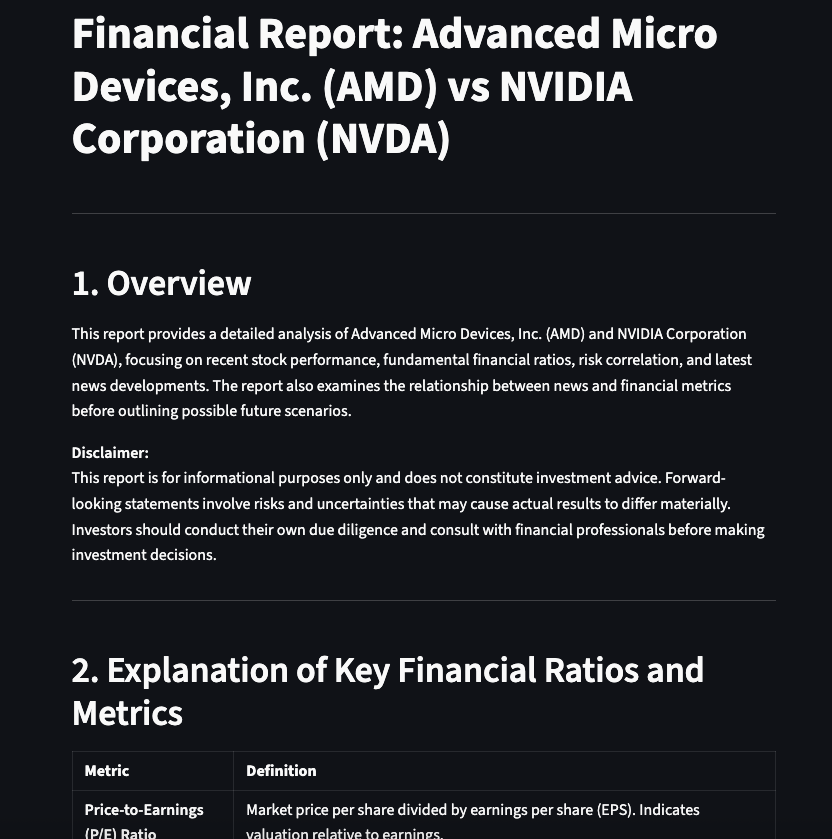 Financial Report: Advanced Micro
Devices, Inc. (AMD) vs NVIDIA
Corporation (NVDA)
1. Overview
This report provides a detailed analysis of Advanced Micro Devices, Inc. (AMD) and NVIDIA Corporation
(NVDA), focusing on recent stock performance, fundamental financial ratios, risk correlation, and latest
news developments. The report also examines the relationship between news and financial metrics
before outlining possible future scenarios.
Disclaimer:
This report is for informational purposes only and does not constitute investment advice. Forward-
looking statements involve risks and uncertainties that may cause actual results to differ materially.
Investors should conduct their own due diligence and consult with financial professionals before making
investment decisions.
2. Explanation of Key Financial Ratios and
Metrics
Metric Definition
Price-to-Earnings Market price per share divided by earnings per share (EPS). Indicates
(P/E) Ratio valuation relative to earnings.